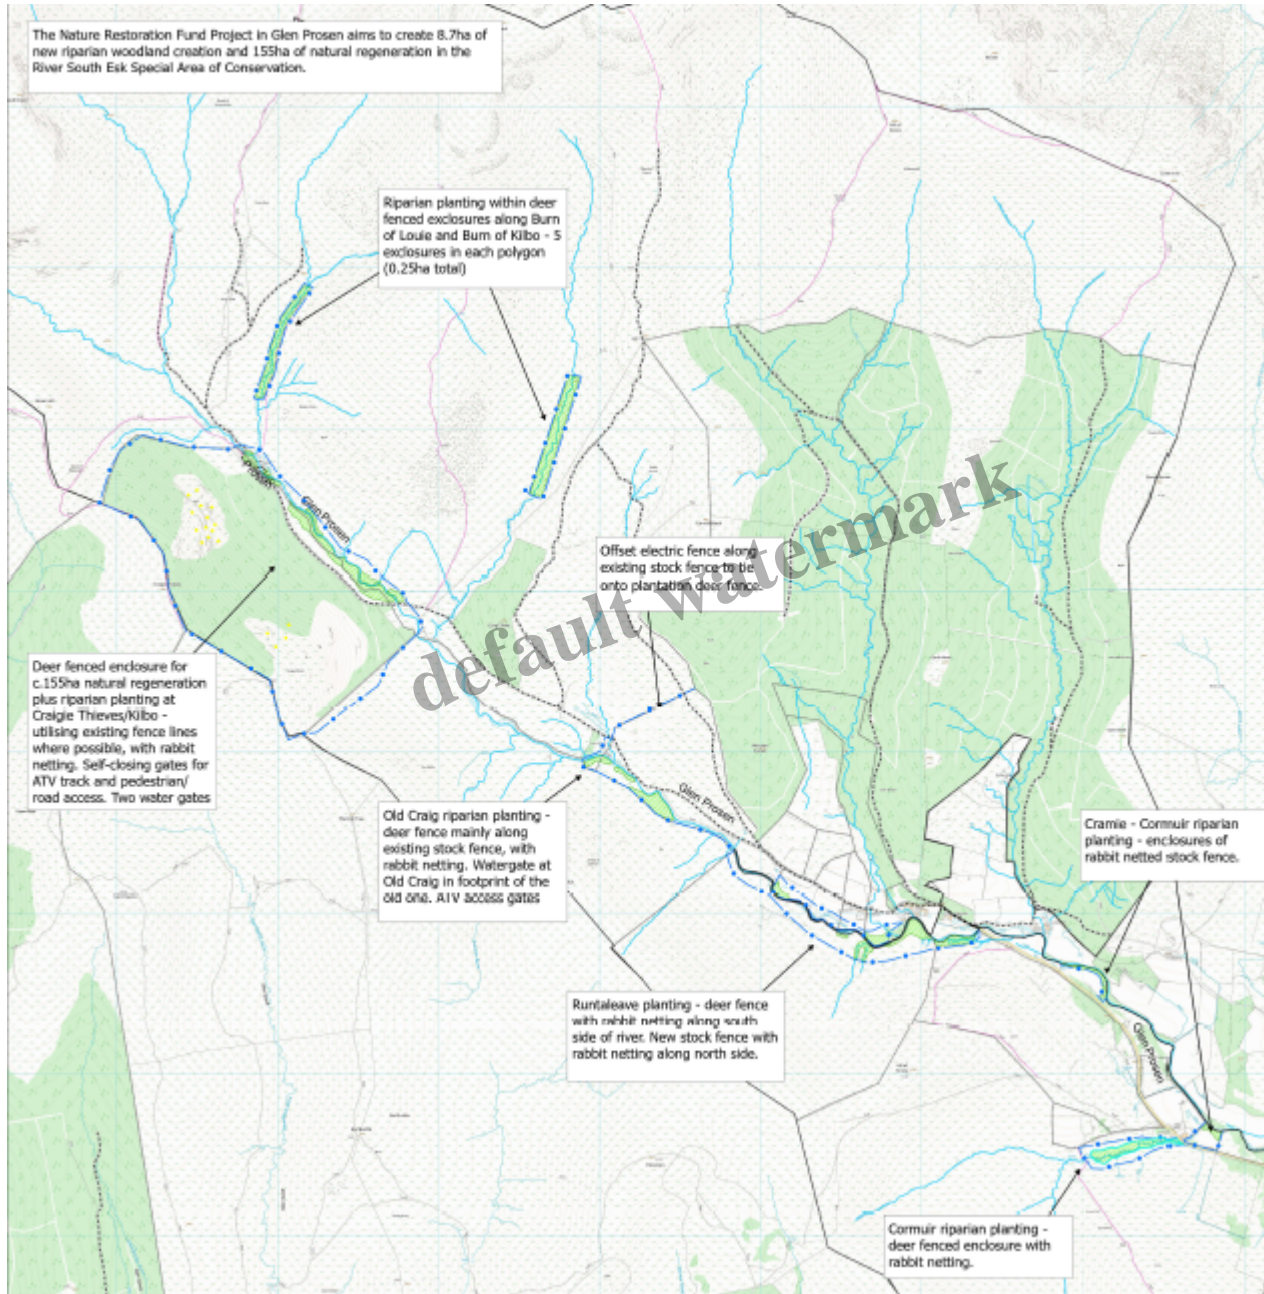 The Nature Restoration Fund Project in Glen Prosen aims to create 8.7ha of
new riparian woodland creation and 155ha of natural regeneration in the
River South Esk Special Area of Conservation.
Riparian planting within deer
fenced exclosures along Burn
of Louie and Burn of Kilbo - 5
exclosures in each polygon
(0.25ha total)
Prosen
Glen Prosen
Offset electric fence along
existing stock fence to tie
onto plantation deer fence.
default watermark
Deer fenced enclosure for
c.155ha natural regeneration
plus riparian planting at
Craigie Thieves/Kilbo -
utilising existing fence lines
where possible, with rabbit
netting. Self-closing gates for
ATV track and pedestrian/
road access. Two water gates
Old Craig riparian planting -
deer fence mainly along
existing stock fence, with
rabbit netting. Watergate at
Old Craig in footprint of the
old one. ATV access gates
Glen Prosen
Cramie - Cormuir riparian
planting - enclosures of
rabbit netted stock fence.
Runtaleave planting - deer fence
with rabbit netting along south
side of river. New stock fence with
rabbit netting along north side.
Glen Prosen
Cormuir riparian planting -
deer fenced enclosure with
rabbit netting.